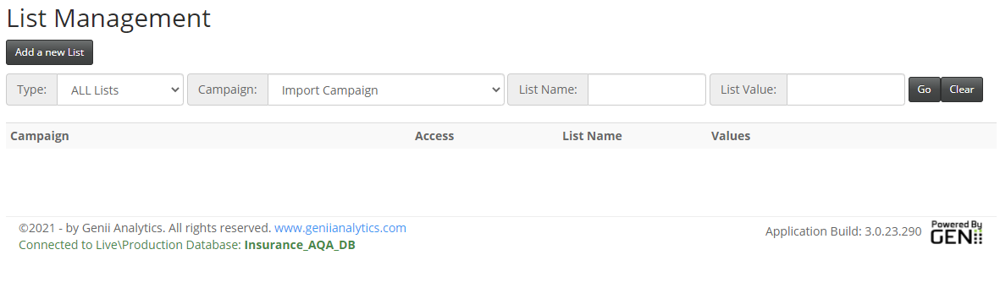 List Management
Add a new List
Type: ALL Lists Campaign: Import Campaign List Name: List Value: Go Clear
Campaign Access List Name Values
©2021 - by Genii Analytics. All rights reserved. www.geniianalytics.com
Connected to Live\Production Database: Insurance_AQA_DB
Application Build: 3.0.23.290
Powered By
GENii